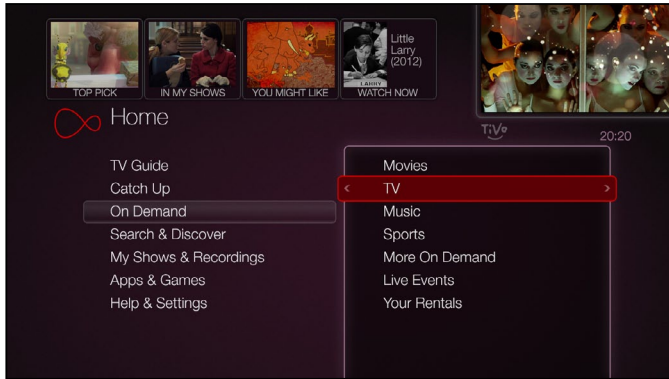 Little
Larry
(2012)
LARRY
TOP PICK
IN MY SHOWS
YOU MIGHT LIKE
WATCH NOW
Home
TiVo
20:20
TV Guide
Catch Up
On Demand
Search & Discover
My Shows & Recordings
Apps & Games
Help & Settings
Movies
TV
Music
Sports
More On Demand
Live Events
Your Rentals